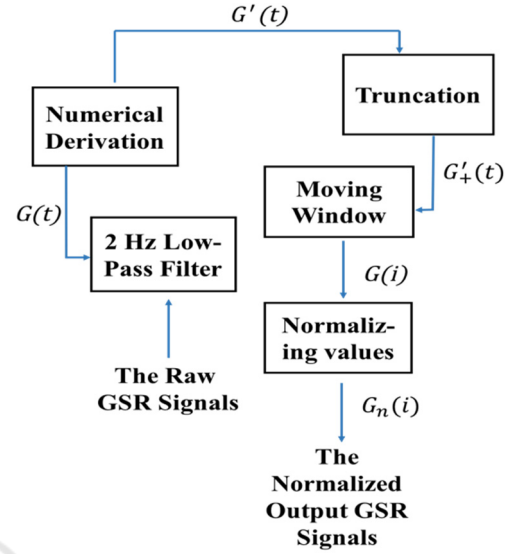 G′(t)
Numerical
Derivation
Truncation
G(t)
G′₊(t)
Moving
Window
2 Hz Low-
Pass Filter
G(i)
Normaliz-
ing values
The Raw
GSR Signals
Gₙ(i)
The
Normalized
Output GSR
Signals